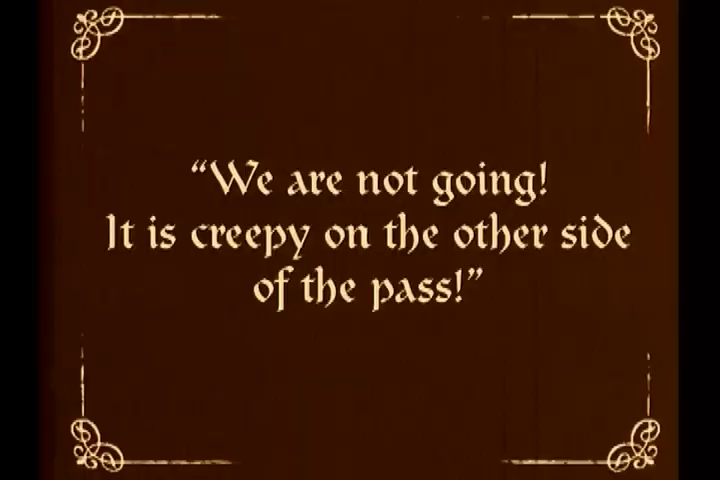 “We are not going!
It is creepy on the other side
of the pass!”